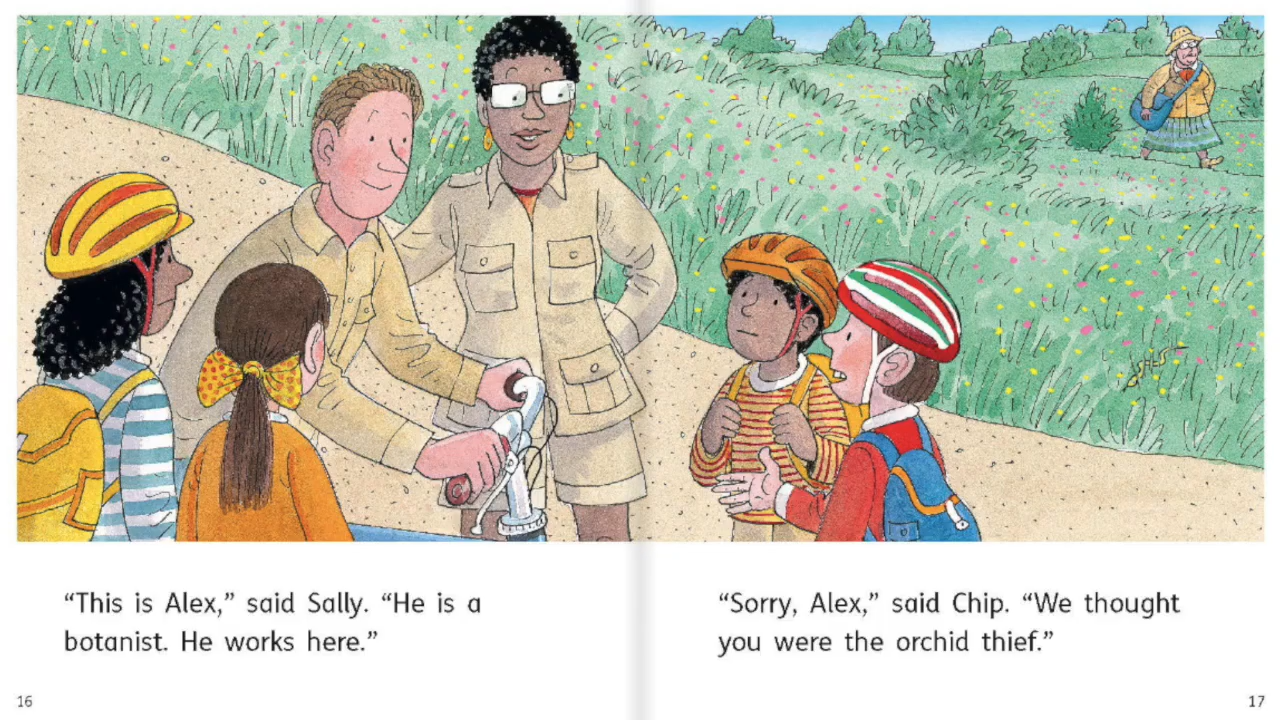 “This is Alex,” said Sally. “He is a
botanist. He works here.”
16
“Sorry, Alex,” said Chip. “We thought
you were the orchid thief.”
17